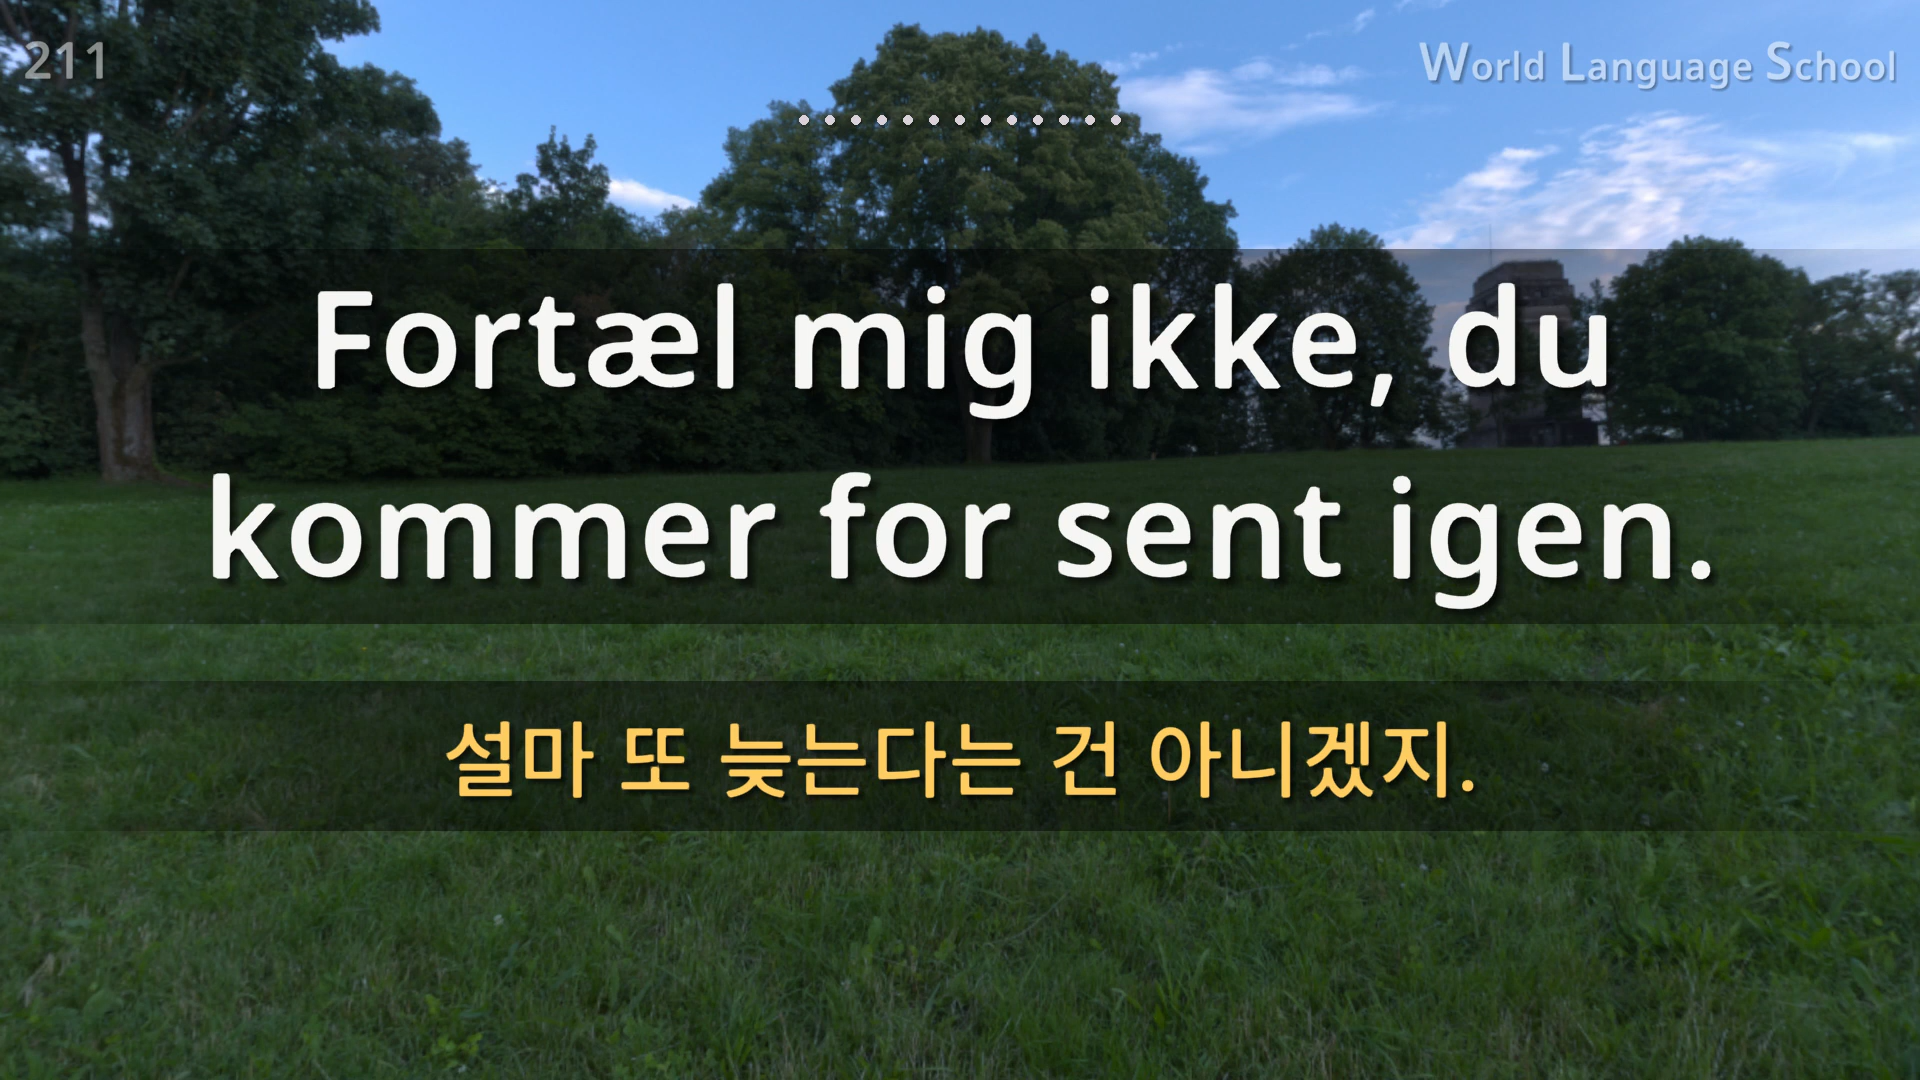 211
World Language School
Fortæl mig ikke, du
kommer for sent igen.
설마 또 늦는다는 건 아니겠지.